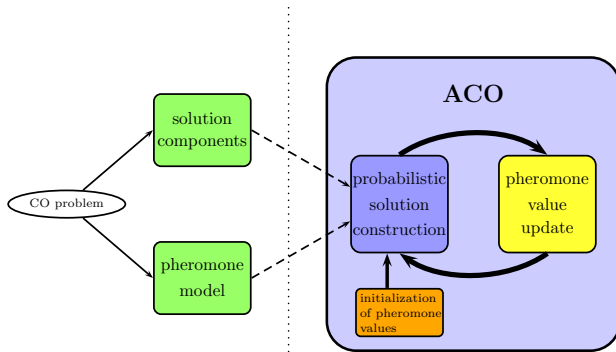 ACO
solution
components
CO problem
pheromone
model
probabilistic
solution
construction
pheromone
value
update
initialization
of pheromone
values